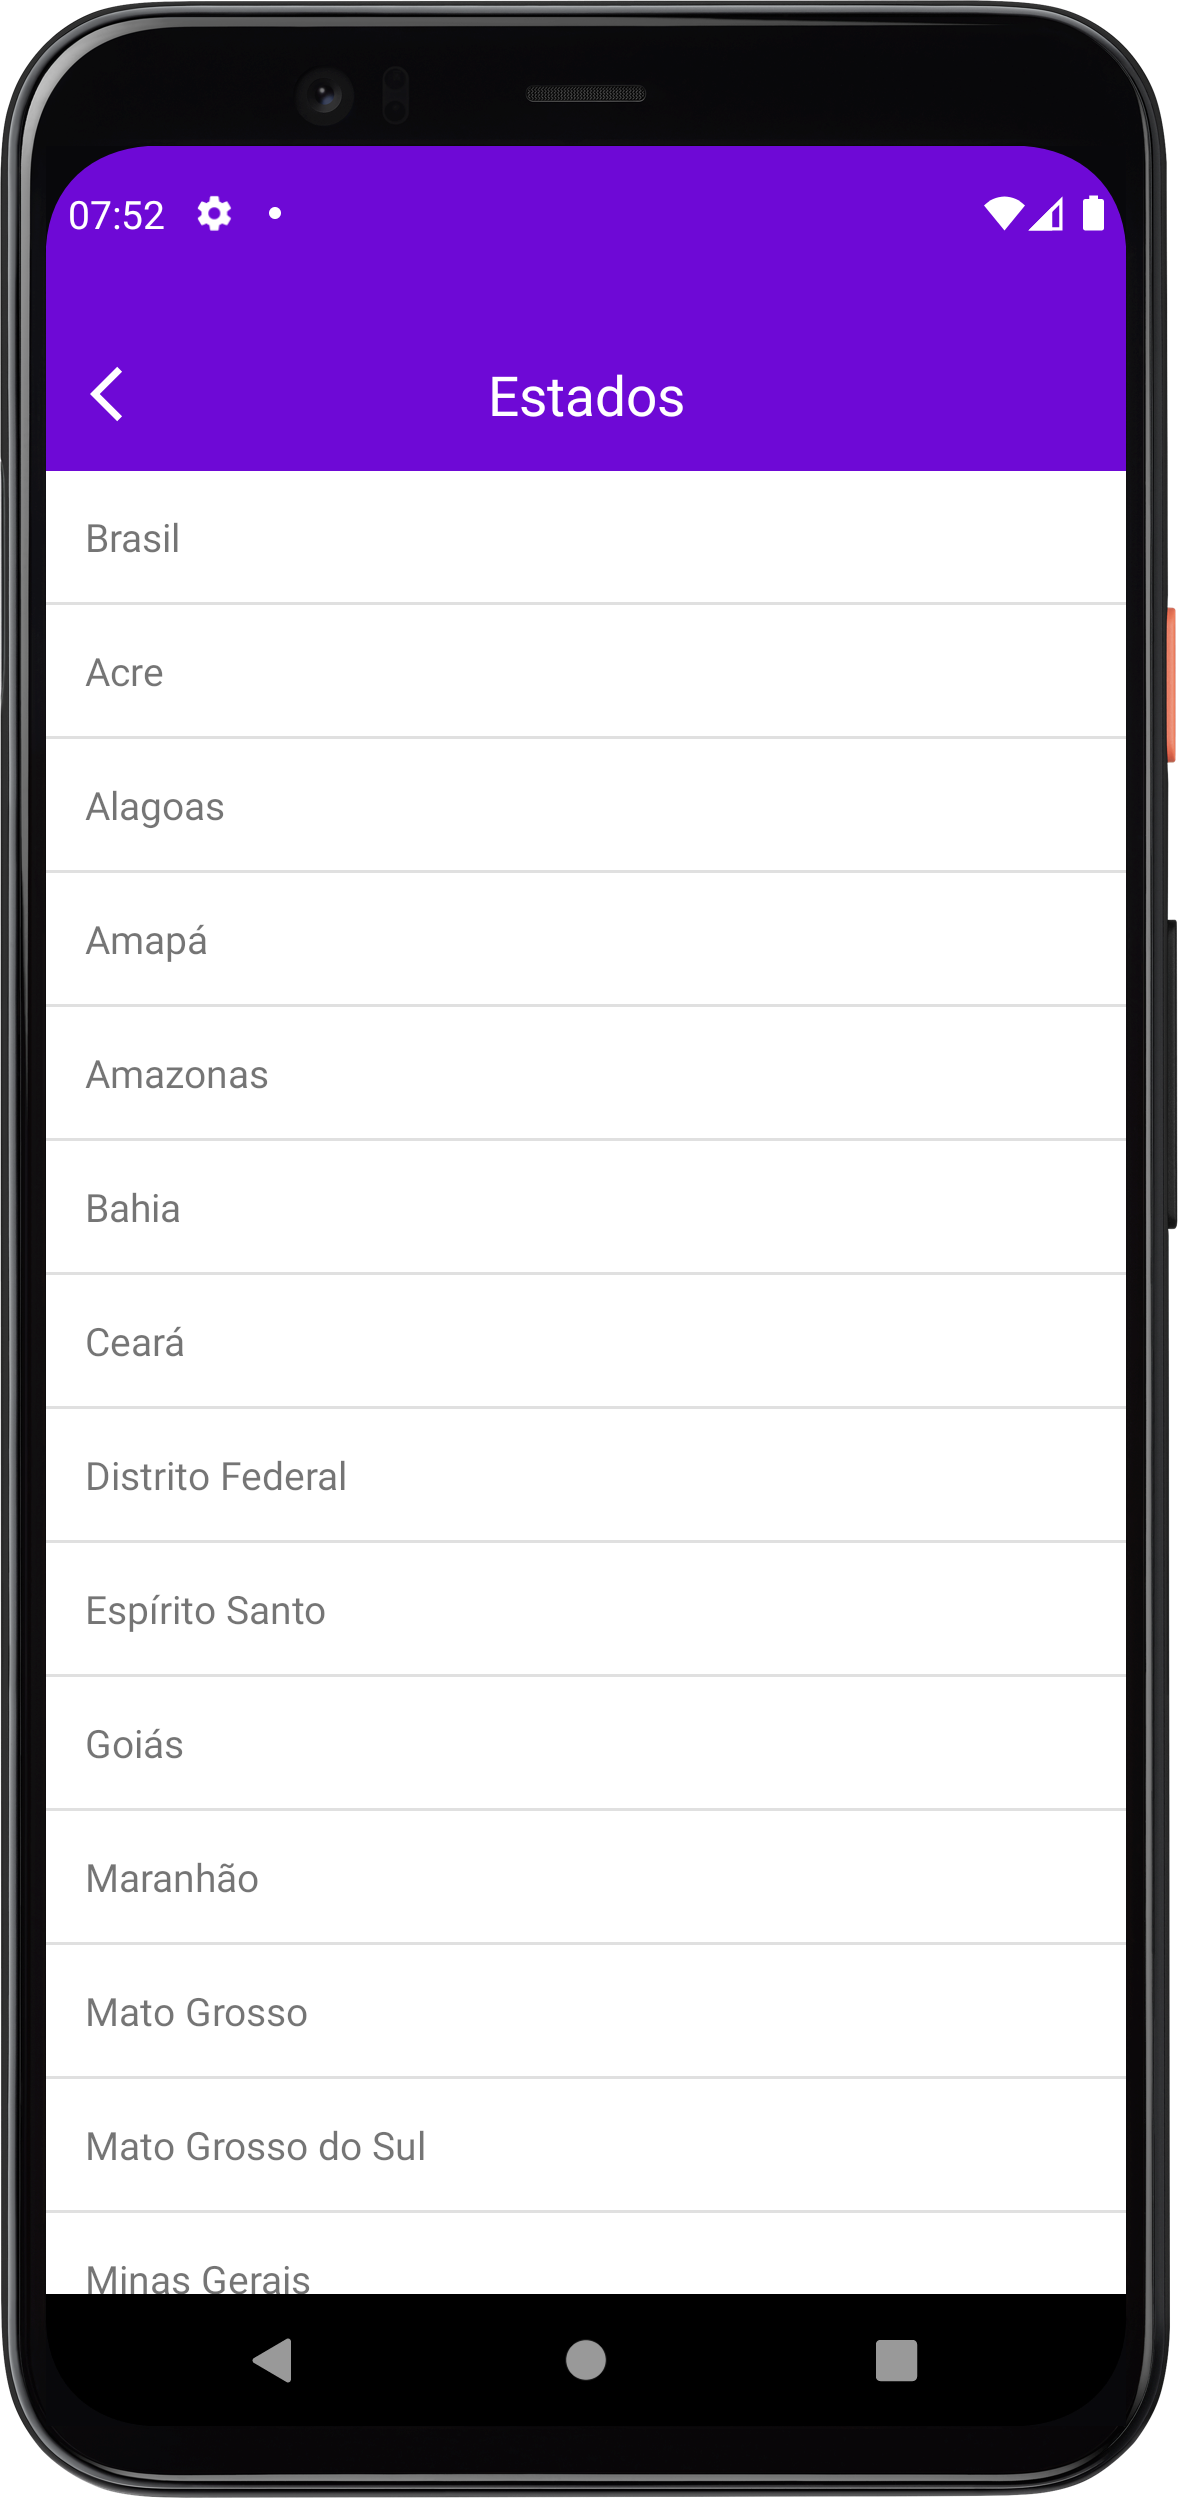 07:52
Estados
Brasil
Acre
Alagoas
Amapá
Amazonas
Bahia
Ceará
Distrito Federal
Espírito Santo
Goiás
Maranhão
Mato Grosso
Mato Grosso do Sul
Minas Gerais